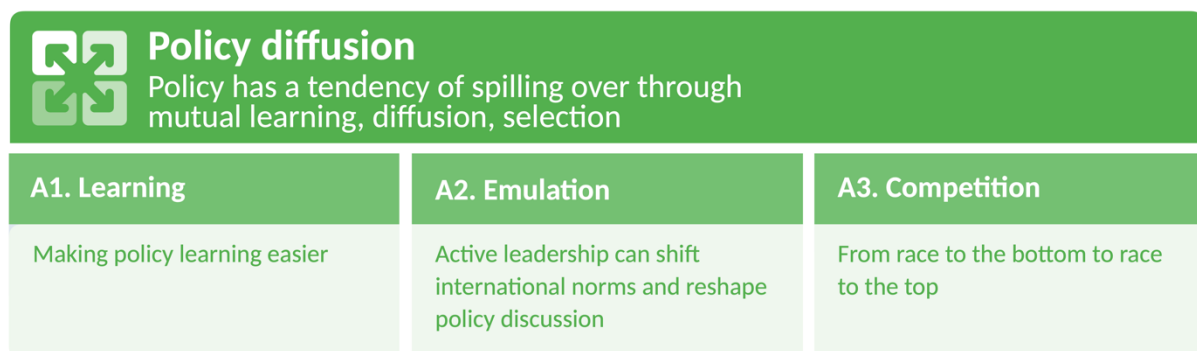 Policy diffusion
Policy has a tendency of spilling over through
mutual learning, diffusion, selection
A1. Learning
Making policy learning easier
A2. Emulation
Active leadership can shift
international norms and reshape
policy discussion
A3. Competition
From race to the bottom to race
to the top